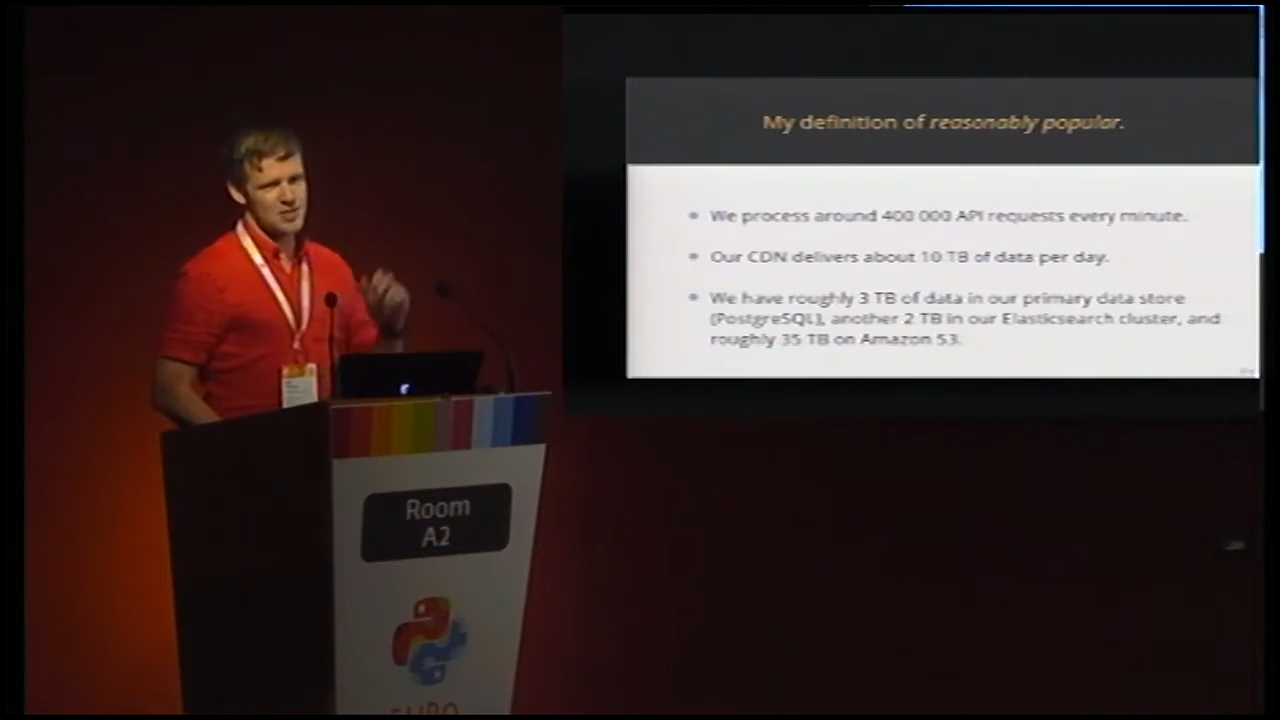 My definition of reasonably popular.
We process around 400 000 API requests every minute.
Our CDN delivers about 10 TB of data per day.
We have roughly 3 TB of data in our primary data store
(PostgreSQL), another 2 TB in our Elasticsearch cluster, and
roughly 35 TB on Amazon S3.
Room
A2
EURO